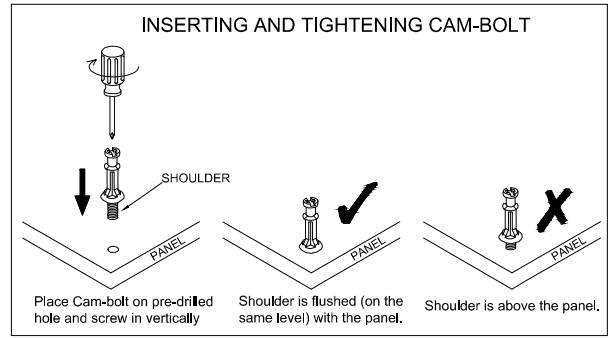 INSERTING AND TIGHTENING CAM-BOLT
SHOULDER
PANEL
PANEL
PANEL
Place Cam-bolt on pre-drilled
hole and screw in vertically
Shoulder is flushed (on the
same level) with the panel.
Shoulder is above the panel.